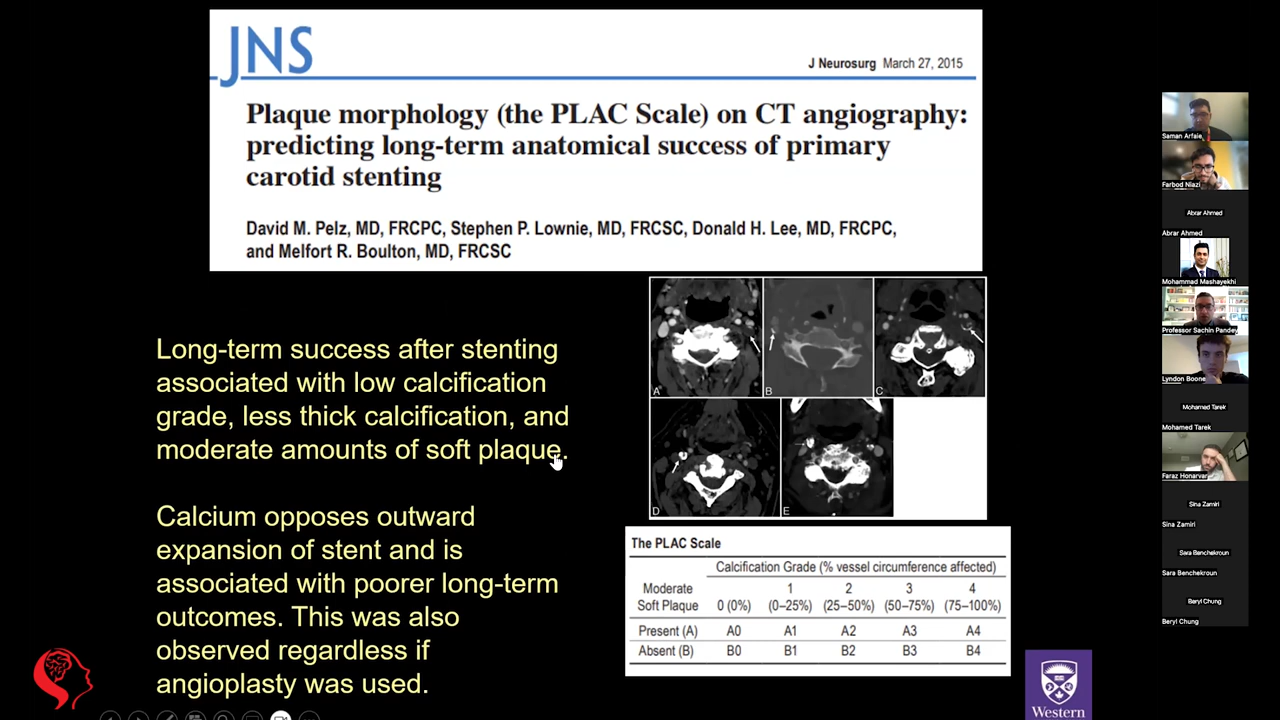 JNS
J Neurosurg March 27, 2015
Plaque morphology (the PLAC Scale) on CT angiography:
predicting long-term anatomical success of primary
carotid stenting
David M. Pelz, MD, FRCPC, Stephen P. Lownie, MD, FRCSC, Donald H. Lee, MD, FRCPC,
and Melfort R. Boulton, MD, FRCSC
Long-term success after stenting
associated with low calcification
grade, less thick calcification, and
moderate amounts of soft plaque.
Calcium opposes outward
expansion of stent and is
associated with poorer long-term
outcomes. This was also
observed regardless if
angioplasty was used.
A
B
C
D
E
The PLAC Scale
Calcification Grade (% vessel circumference affected)
Moderate 1 2 3 4
Soft Plaque 0 (0%) (0–25%) (25–50%) (50–75%) (75–100%)
Present (A) A0 A1 A2 A3 A4
Absent (B) B0 B1 B2 B3 B4
Western
Saman Arfaie
Farbod Niazi
Abrar Ahmed
Abrar Ahmed
Mohammad Mashayekhi
Professor Sachin Pandey
Lyndon Boone
Mohamed Tarek
Mohamed Tarek
Faraz Honarvar
Sina Zamiri
Sina Zamiri
Sara Benchekroun
Sara Benchekroun
Beryl Chung
Beryl Chung